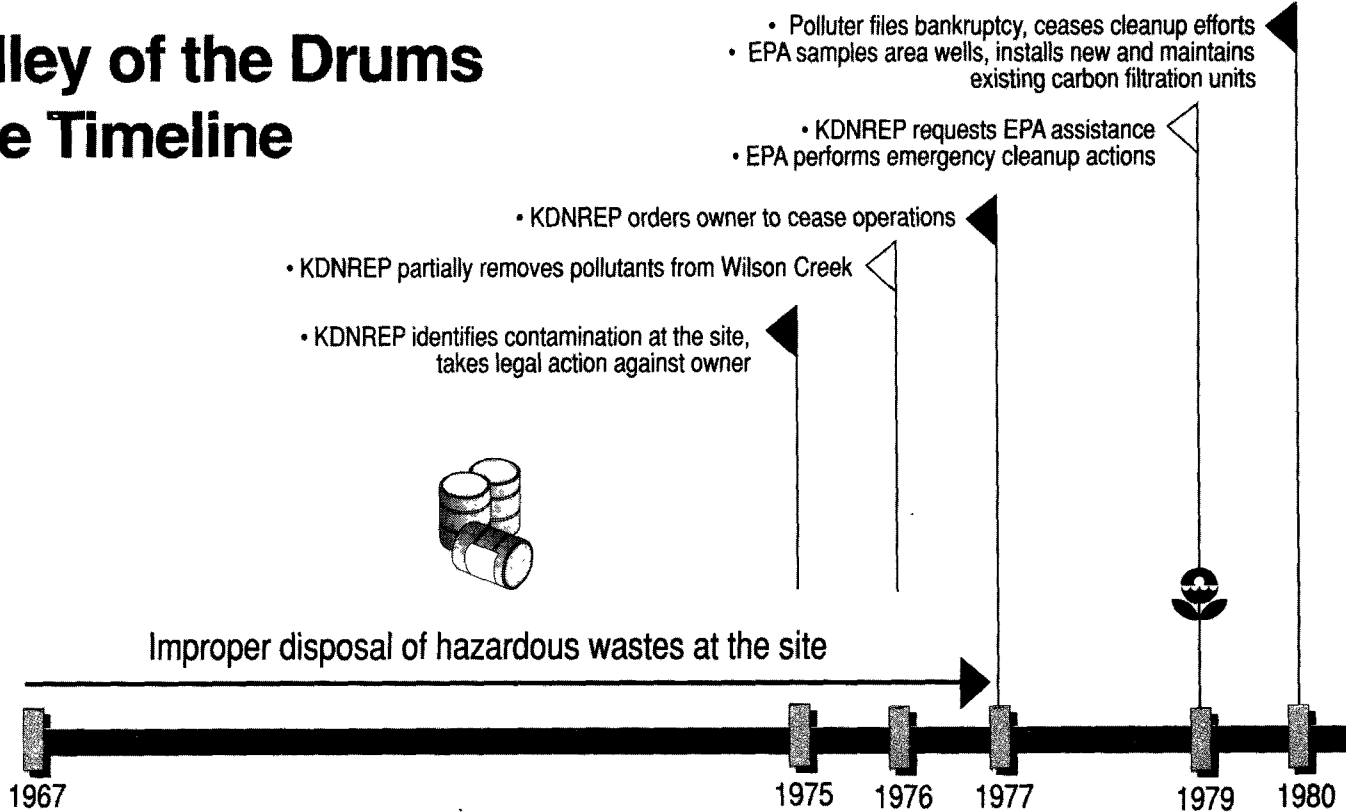 lley of the Drums
e Timeline
• Polluter files bankruptcy, ceases cleanup efforts
• EPA samples area wells, installs new and maintains
existing carbon filtration units
• KDNREP requests EPA assistance
• EPA performs emergency cleanup actions
• KDNREP orders owner to cease operations
• KDNREP partially removes pollutants from Wilson Creek
• KDNREP identifies contamination at the site,
takes legal action against owner
Improper disposal of hazardous wastes at the site
1967
1975
1976
1977
1979
1980